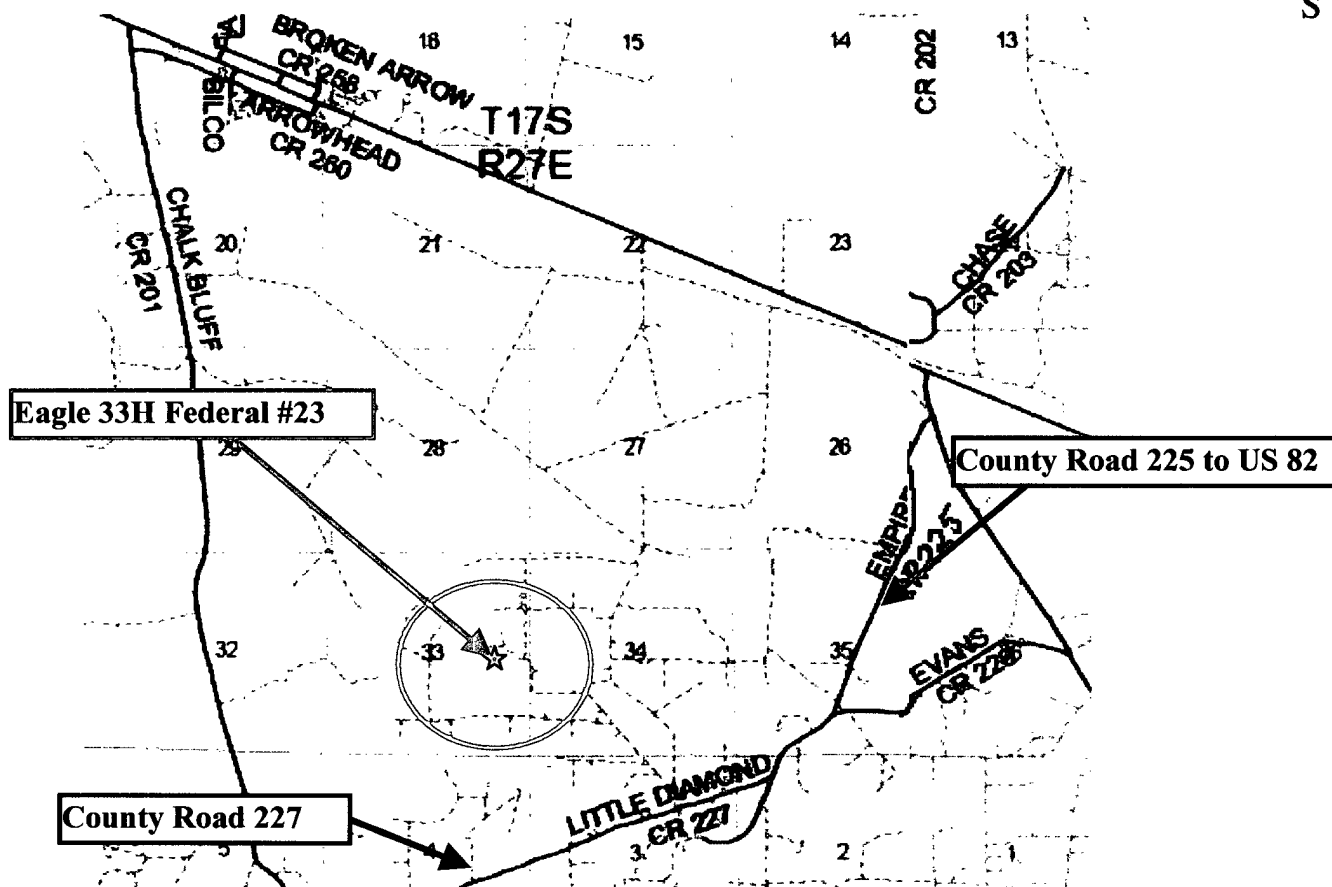 S
16
15
14
13
BROKEN ARROW
CR 258
CR 202
BILCO
ARROWHEAD
CR 260
T17S
R27E
CHALK BLUFF
CR 201
20
21
22
23
CHASE
CR 203
Eagle 33H Federal #23
29
28
27
26
County Road 225 to US 82
EMPIRE
CR225
32
33
34
35
EVANS
County Road 227
LITTLE DIAMOND
CR 227
5
4
3
2
1